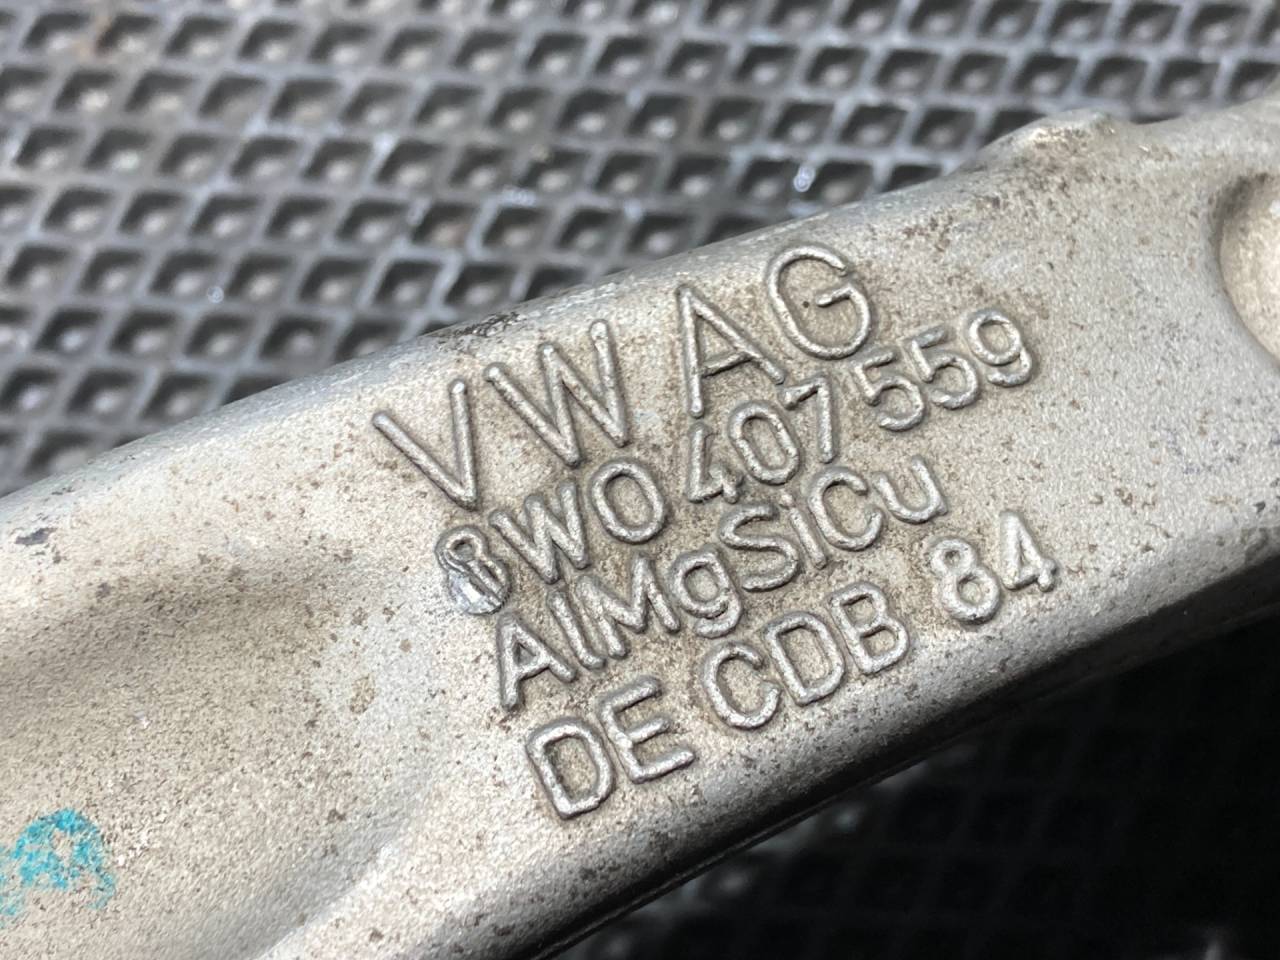 VW AG
8W0 407 559
AlMgSiCu
DE CDB 84